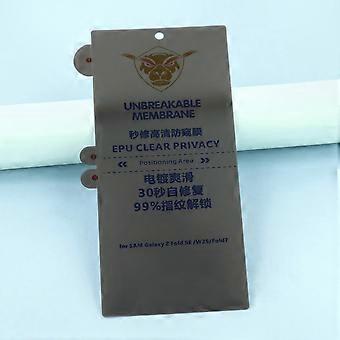 UNBREAKABLE
MEMBRANE
秒修高清防窥膜
EPU CLEAR PRIVACY
<< Positioning Area >>
电镀爽滑
30秒自修复
99%指纹解锁
for SAM Galaxy Z Fold SE /W25/Fold7